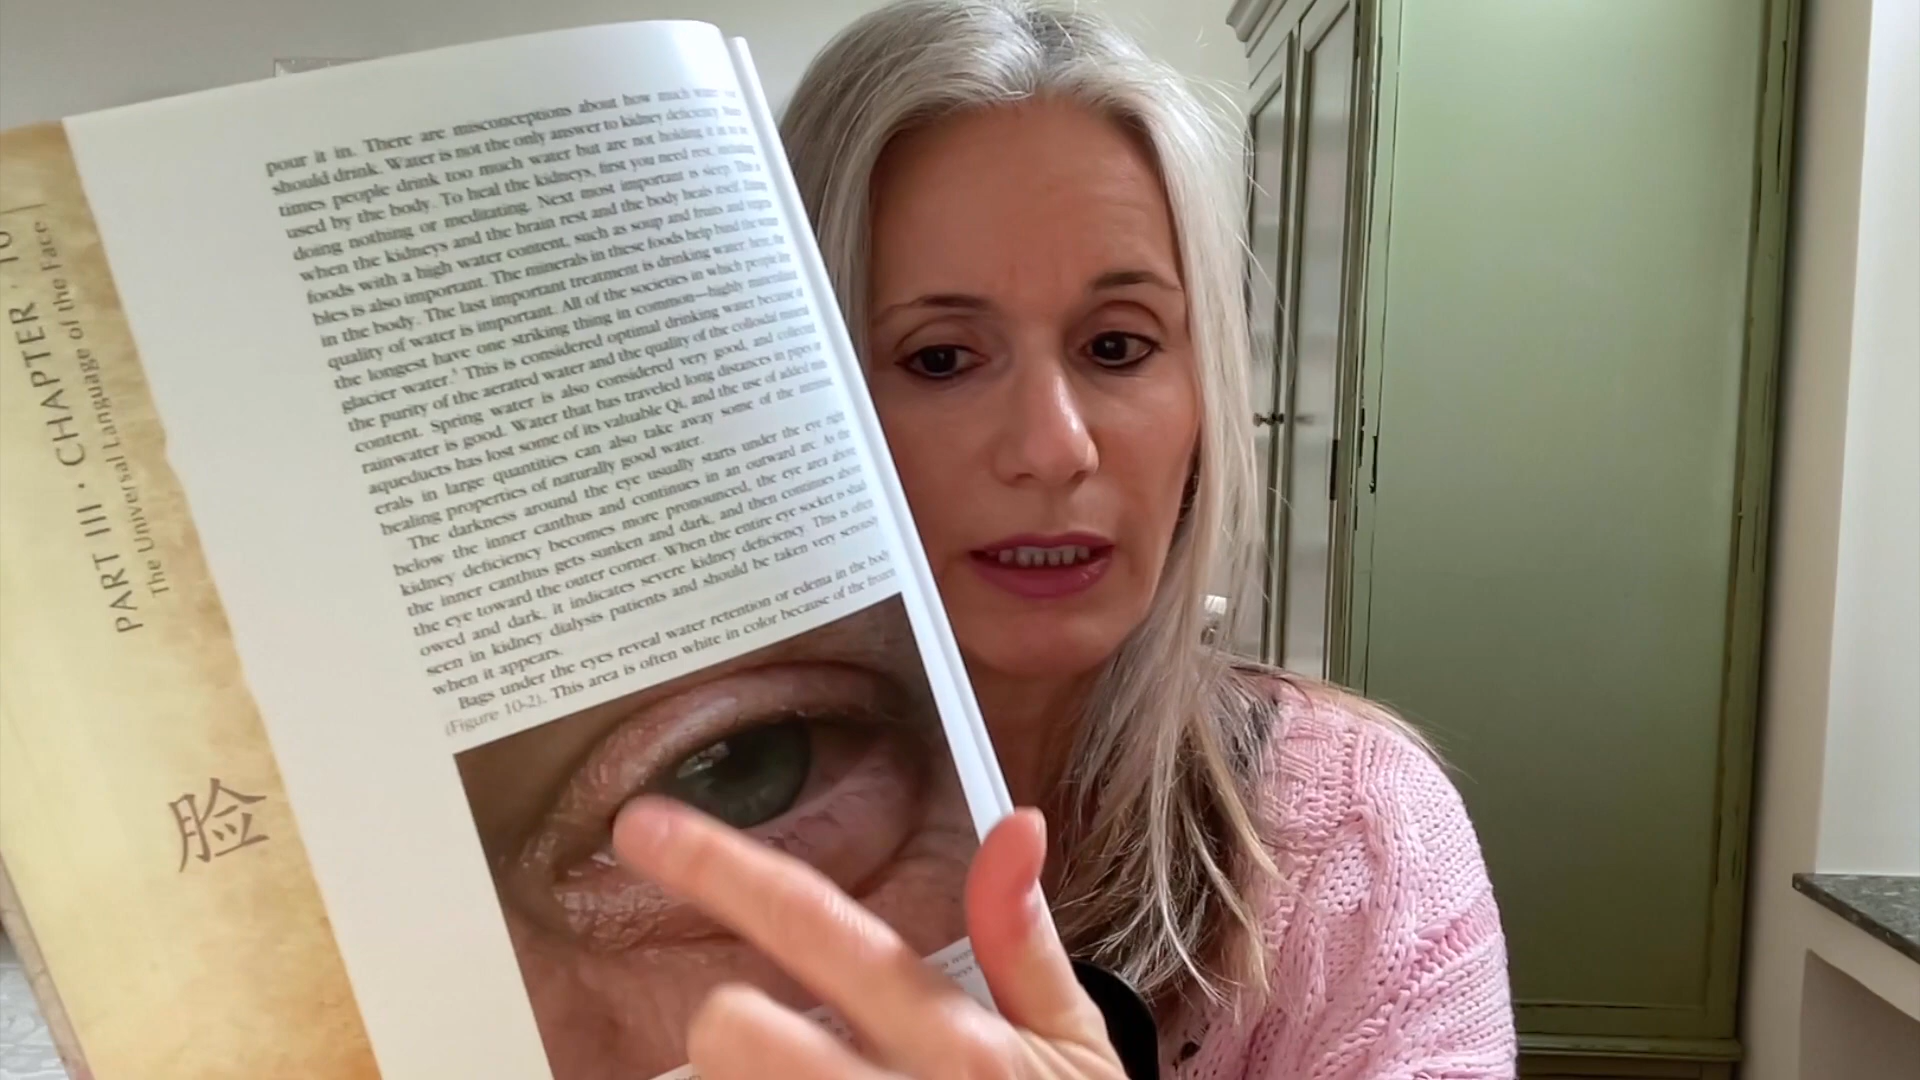 PART III · CHAPTER · 10
The Universal Language of the Face
脸
pour it in. There are misconceptions about how much water
should drink. Water is not the only answer to kidney deficiency.
times people drink too much water but are not holding it in to be
used by the body. To heal the kidneys, first you need rest, including
doing nothing or meditating. Next most important is sleep. This is
when the kidneys and the brain rest and the body heals itself. Eating
foods with a high water content, such as soup and fruits and vegeta
bles is also important. The minerals in these foods help bind the water
in the body. The last important treatment is drinking water; here, the
quality of water is important. All of the societies in which people live
the longest have one striking thing in common—highly mineralized
glacier water. This is considered optimal drinking water because of
the purity of the aerated water and the quality of the colloidal mineral
content. Spring water is also considered very good, and collected
rainwater is good. Water that has traveled long distances in pipes or
aqueducts has lost some of its valuable Qi, and the use of added min
erals in large quantities can also take away some of the intrinsic
healing properties of naturally good water.
The darkness around the eye usually starts under the eye right
below the inner canthus and continues in an outward arc. As the
kidney deficiency becomes more pronounced, the eye area above
the inner canthus gets sunken and dark, and then continues above
the eye toward the outer corner. When the entire eye socket is shad
owed and dark, it indicates severe kidney deficiency. This is often
seen in kidney dialysis patients and should be taken very seriously
when it appears.
Bags under the eyes reveal water retention or edema in the body
(Figure 10-2). This area is often white in color because of the frozen